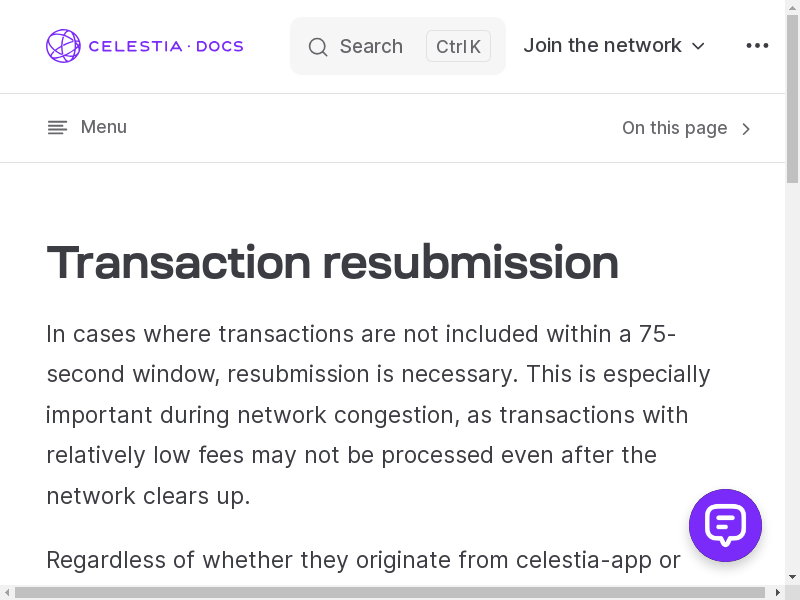 CELESTIA · DOCS
Search
Ctrl K
Join the network
Menu
On this page
Transaction resubmission
In cases where transactions are not included within a 75-
second window, resubmission is necessary. This is especially
important during network congestion, as transactions with
relatively low fees may not be processed even after the
network clears up.
Regardless of whether they originate from celestia-app or